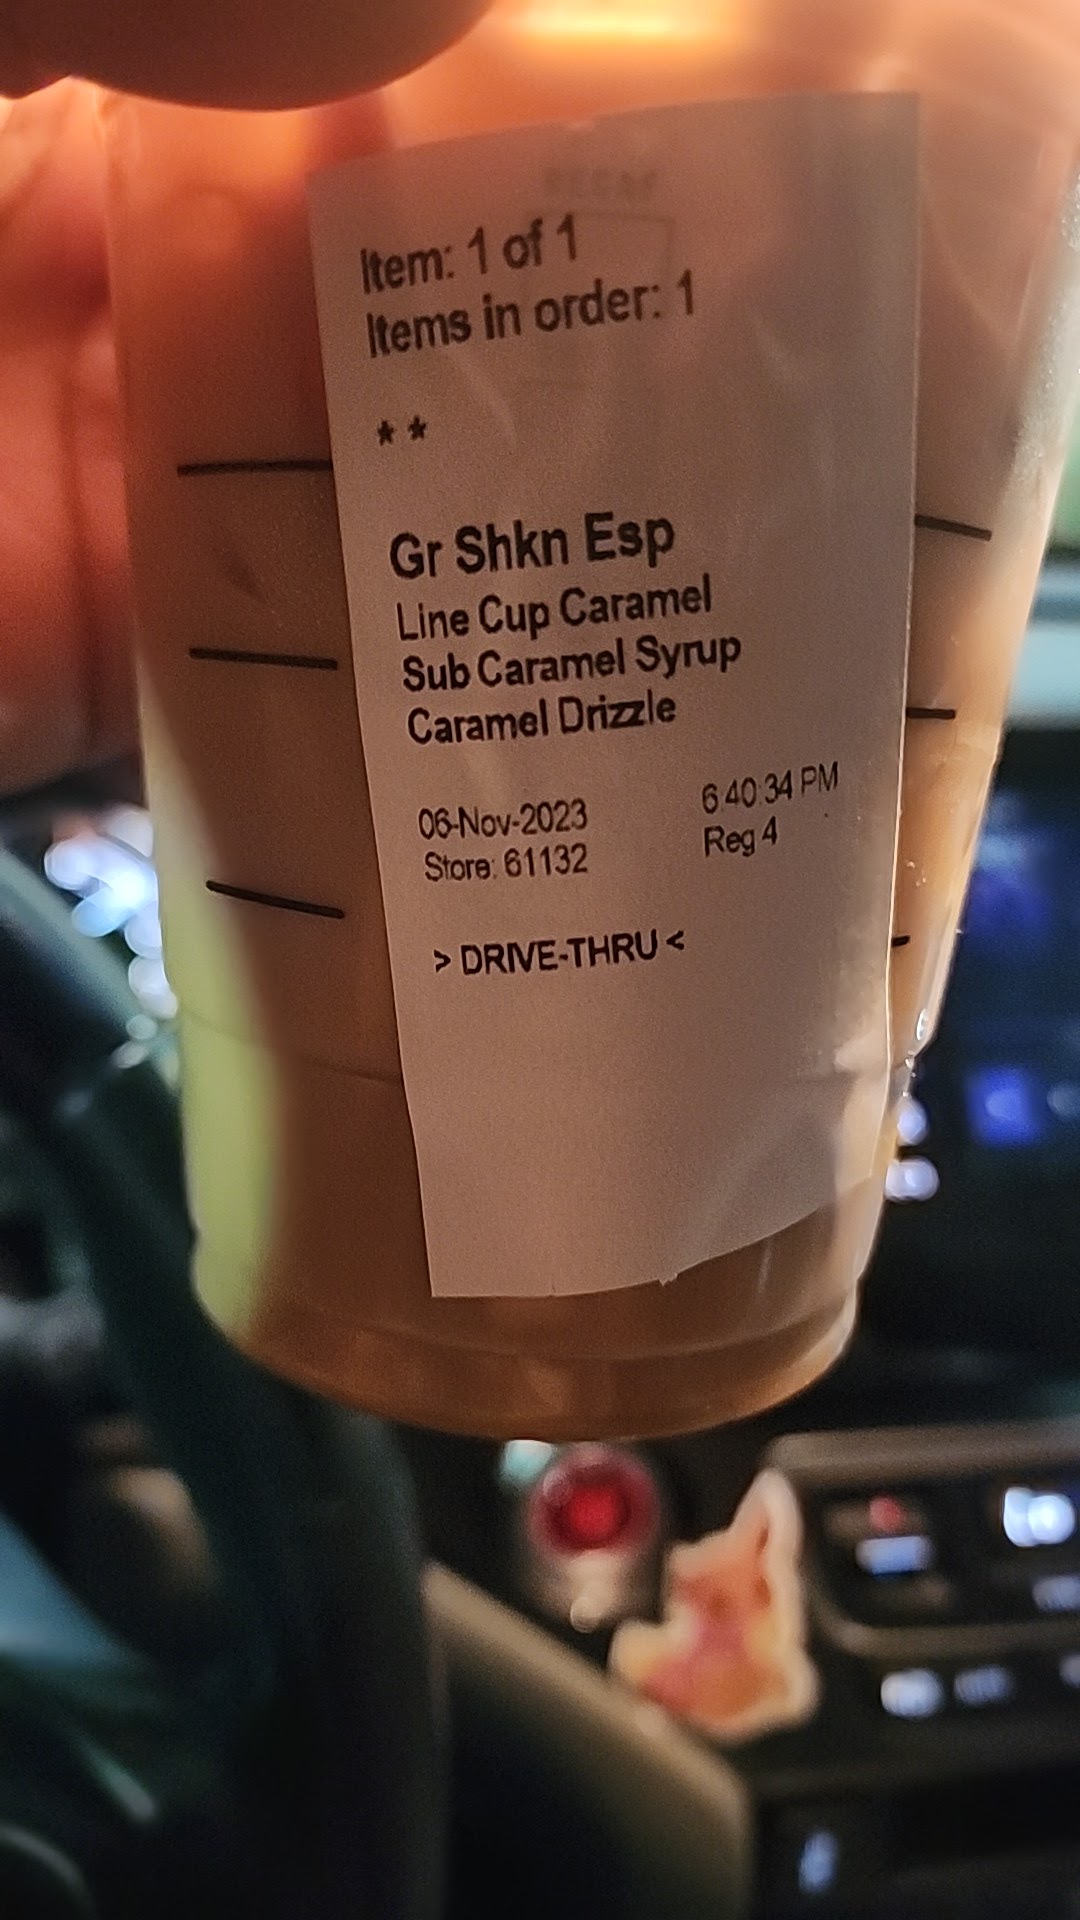 Item: 1 of 1
Items in order: 1
* *
Gr Shkn Esp
Line Cup Caramel
Sub Caramel Syrup
Caramel Drizzle
06-Nov-2023 6:40:34 PM
Store: 61132 Reg 4
> DRIVE-THRU <